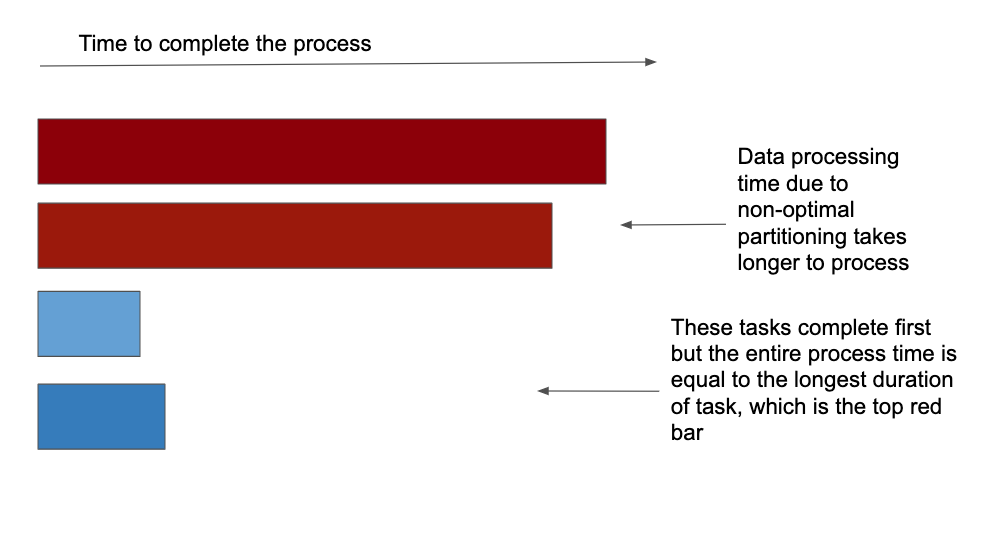 Time to complete the process
Data processing
time due to
non-optimal
partitioning takes
longer to process
These tasks complete first
but the entire process time is
equal to the longest duration
of task, which is the top red
bar